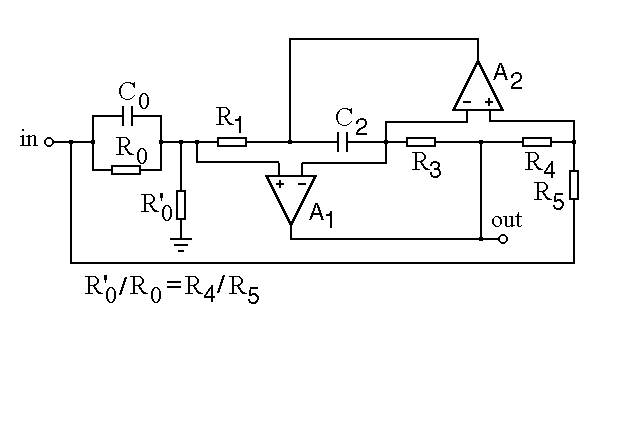 A₂
C₀
R₁
C₂
- +
in
R₀
R₃
R₄
R₅
+ -
R'₀
A₁
out
R'₀/R₀=R₄/R₅